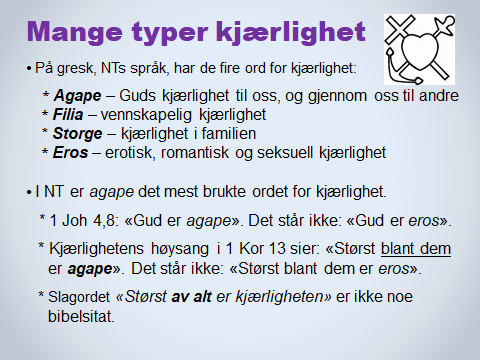 Mange typer kjærlighet
• På gresk, NTs språk, har de fire ord for kjærlighet:
* Agape – Guds kjærlighet til oss, og gjennom oss til andre
* Filia – vennskapelig kjærlighet
* Storge – kjærlighet i familien
* Eros – erotisk, romantisk og seksuell kjærlighet
• I NT er agape det mest brukte ordet for kjærlighet.
* 1 Joh 4,8: «Gud er agape». Det står ikke: «Gud er eros».
* Kjærlighetens høysang i 1 Kor 13 sier: «Størst blant dem
er agape». Det står ikke: «Størst blant dem er eros».
* Slagordet «Størst av alt er kjærligheten» er ikke noe
bibelsitat.